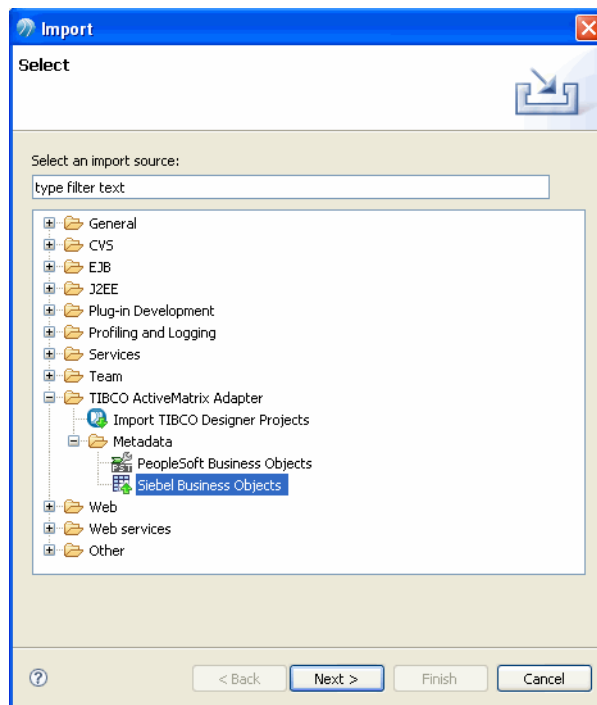 Import
Select
Select an import source:
type filter text
General
CVS
EJB
J2EE
Plug-in Development
Profiling and Logging
Services
Team
TIBCO ActiveMatrix Adapter
Import TIBCO Designer Projects
Metadata
PeopleSoft Business Objects
Siebel Business Objects
Web
Web services
Other
? < Back Next > Finish Cancel